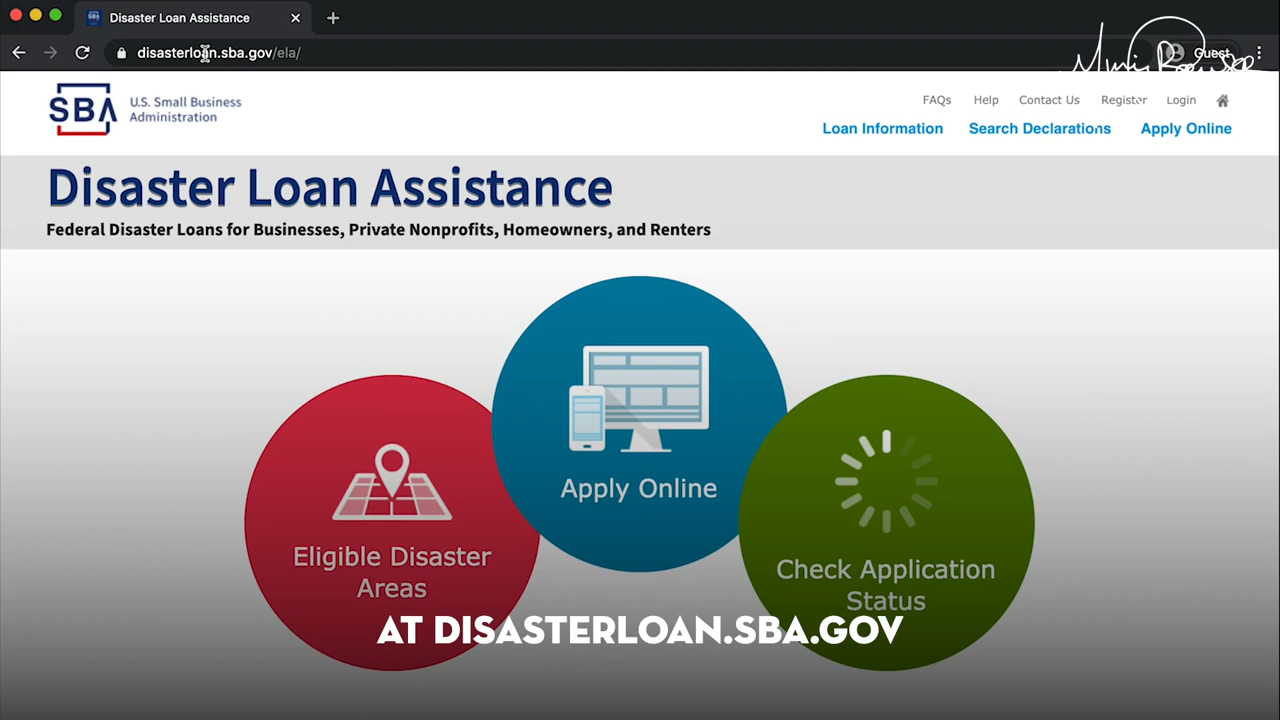 Disaster Loan Assistance
disasterloan.sba.gov/ela/
Guest
SBA U.S. Small Business
Administration
FAQs Help Contact Us Register Login
Loan Information Search Declarations Apply Online
Disaster Loan Assistance
Federal Disaster Loans for Businesses, Private Nonprofits, Homeowners, and Renters
Apply Online
Eligible Disaster
Areas
Check Application
Status
AT DISASTERLOAN.SBA.GOV